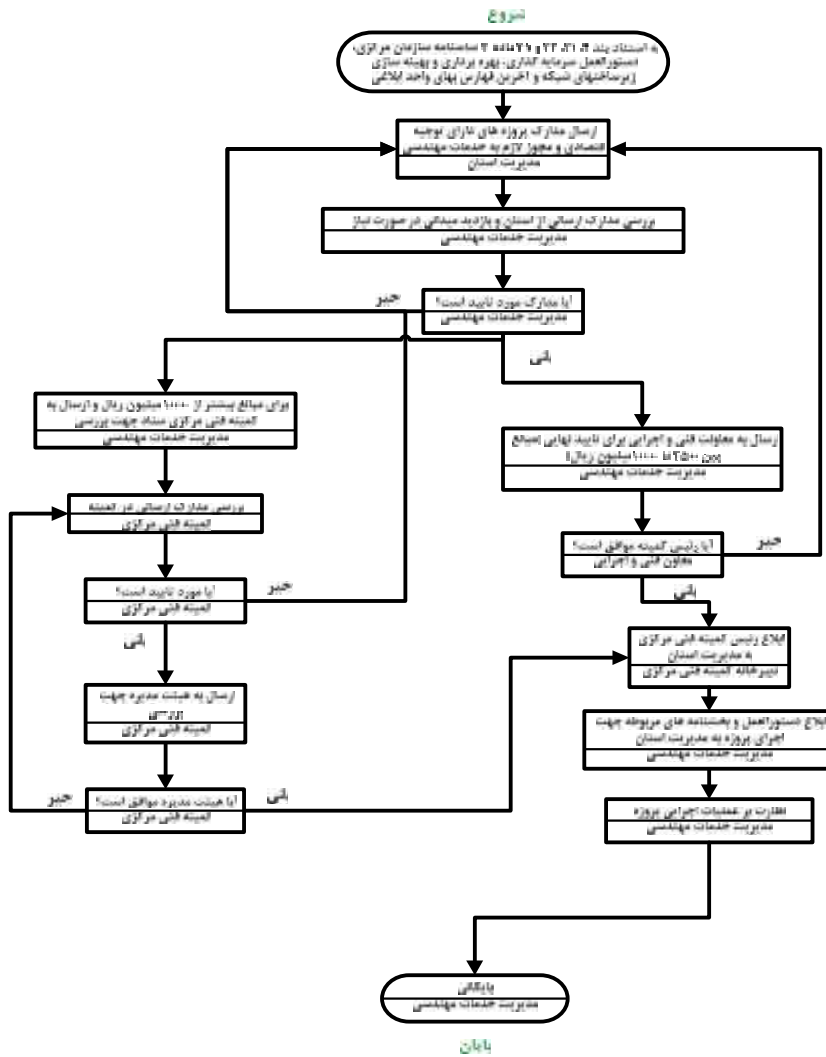 شروع
به استناد بند ۴، ۲۱، ۲۲ و ماده ۲ اساسنامه سازمان مرکزی،
دستورالعمل سرمایه گذاری، بهره برداری و بهینه سازی
زیرساختهای شبکه و آخرین فهارس بهای واحد ابلاغی
ارسال مدارک پروژه های دارای توجیه
اقتصادی و مجوز لازم به خدمات مهندسی
مدیریت استان
بررسی مدارک ارسالی از استان و بازدید میدانی در صورت نیاز
مدیریت خدمات مهندسی
آیا مدارک مورد تایید است؟
مدیریت خدمات مهندسی
خیر
بلی
برای مبالغ بیشتر از ۱۰۰۰۰ میلیون ریال و ارسال به
کمیته فنی مرکزی ستاد جهت بررسی
مدیریت خدمات مهندسی
ارسال به معاونت فنی و اجرایی برای تایید نهایی (مبالغ
بین ۲۵۰۰ تا ۱۰۰۰۰ میلیون ریال)
مدیریت خدمات مهندسی
بررسی مدارک ارسالی در کمیته
کمیته فنی مرکزی
آیا رئیس کمیته موافق است؟
معاون فنی و اجرایی
خیر
بلی
آیا مورد تایید است؟
کمیته فنی مرکزی
خیر
بلی
ابلاغ رئیس کمیته فنی مرکزی
به مدیریت استان
دبیرخانه کمیته فنی مرکزی
ارسال به هیئت مدیره جهت
بررسی
کمیته فنی مرکزی
ابلاغ دستورالعمل و بخشنامه های مربوطه جهت
اجرای پروژه به مدیریت استان
مدیریت خدمات مهندسی
آیا هیئت مدیره موافق است؟
کمیته فنی مرکزی
خیر
بلی
نظارت بر عملیات اجرایی پروژه
مدیریت خدمات مهندسی
بایگانی
مدیریت خدمات مهندسی
پایان